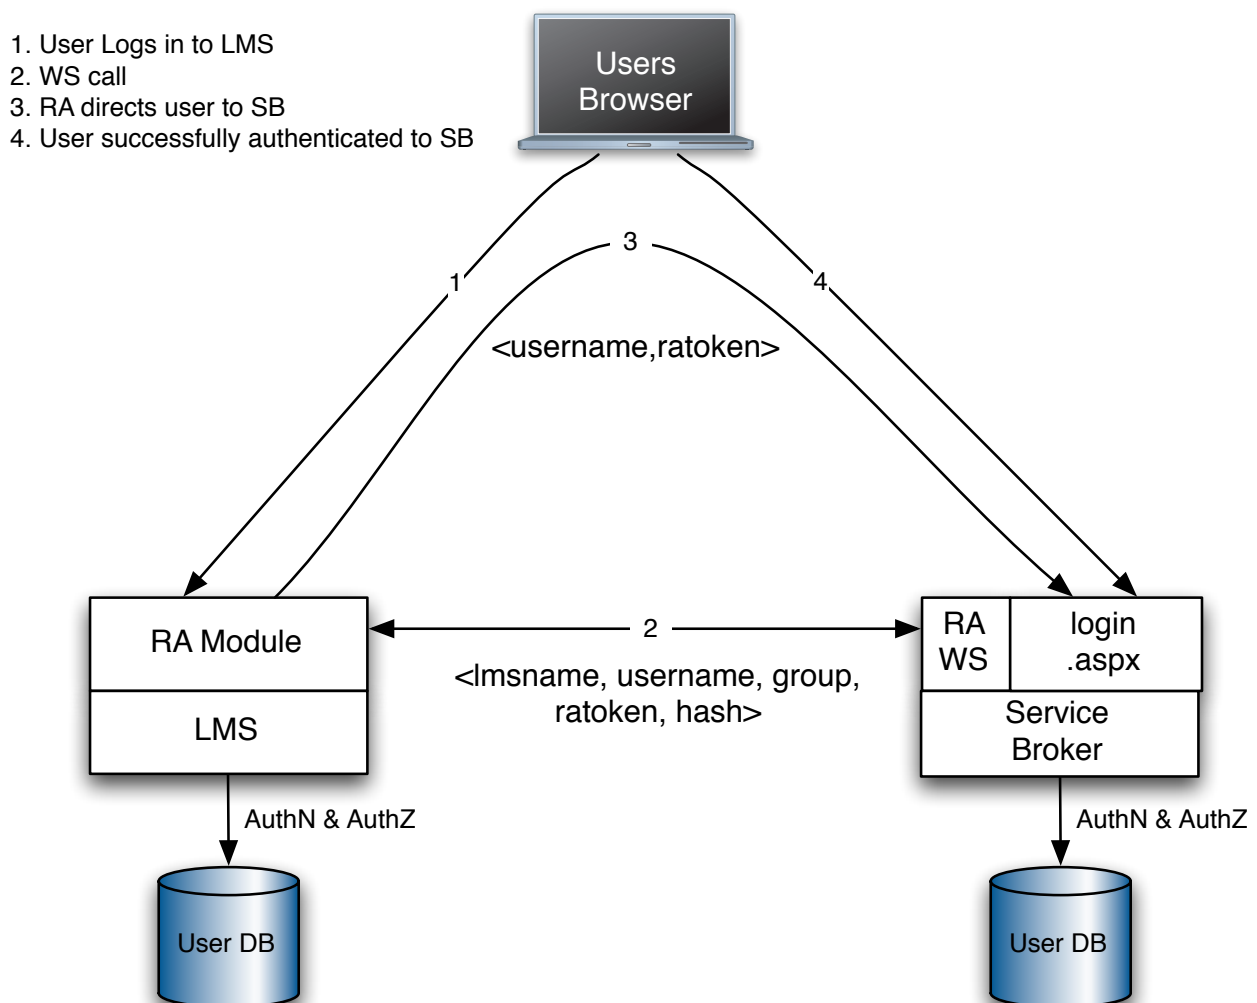 1. User Logs in to LMS
2. WS call
3. RA directs user to SB
4. User successfully authenticated to SB
Users
Browser
3
1
4
<username,ratoken>
RA Module
LMS
2
<lmsname, username, group,
ratoken, hash>
RA
WS
login
.aspx
Service
Broker
AuthN & AuthZ
AuthN & AuthZ
User DB
User DB